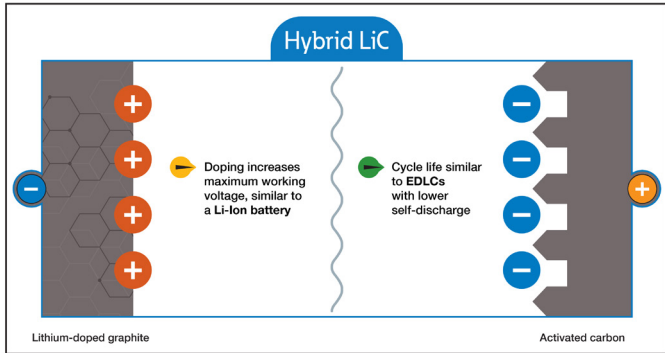 Hybrid LiC
Doping increases
maximum working
voltage, similar to
a Li-Ion battery
Cycle life similar
to EDLCs
with lower
self-discharge
Lithium-doped graphite
Activated carbon